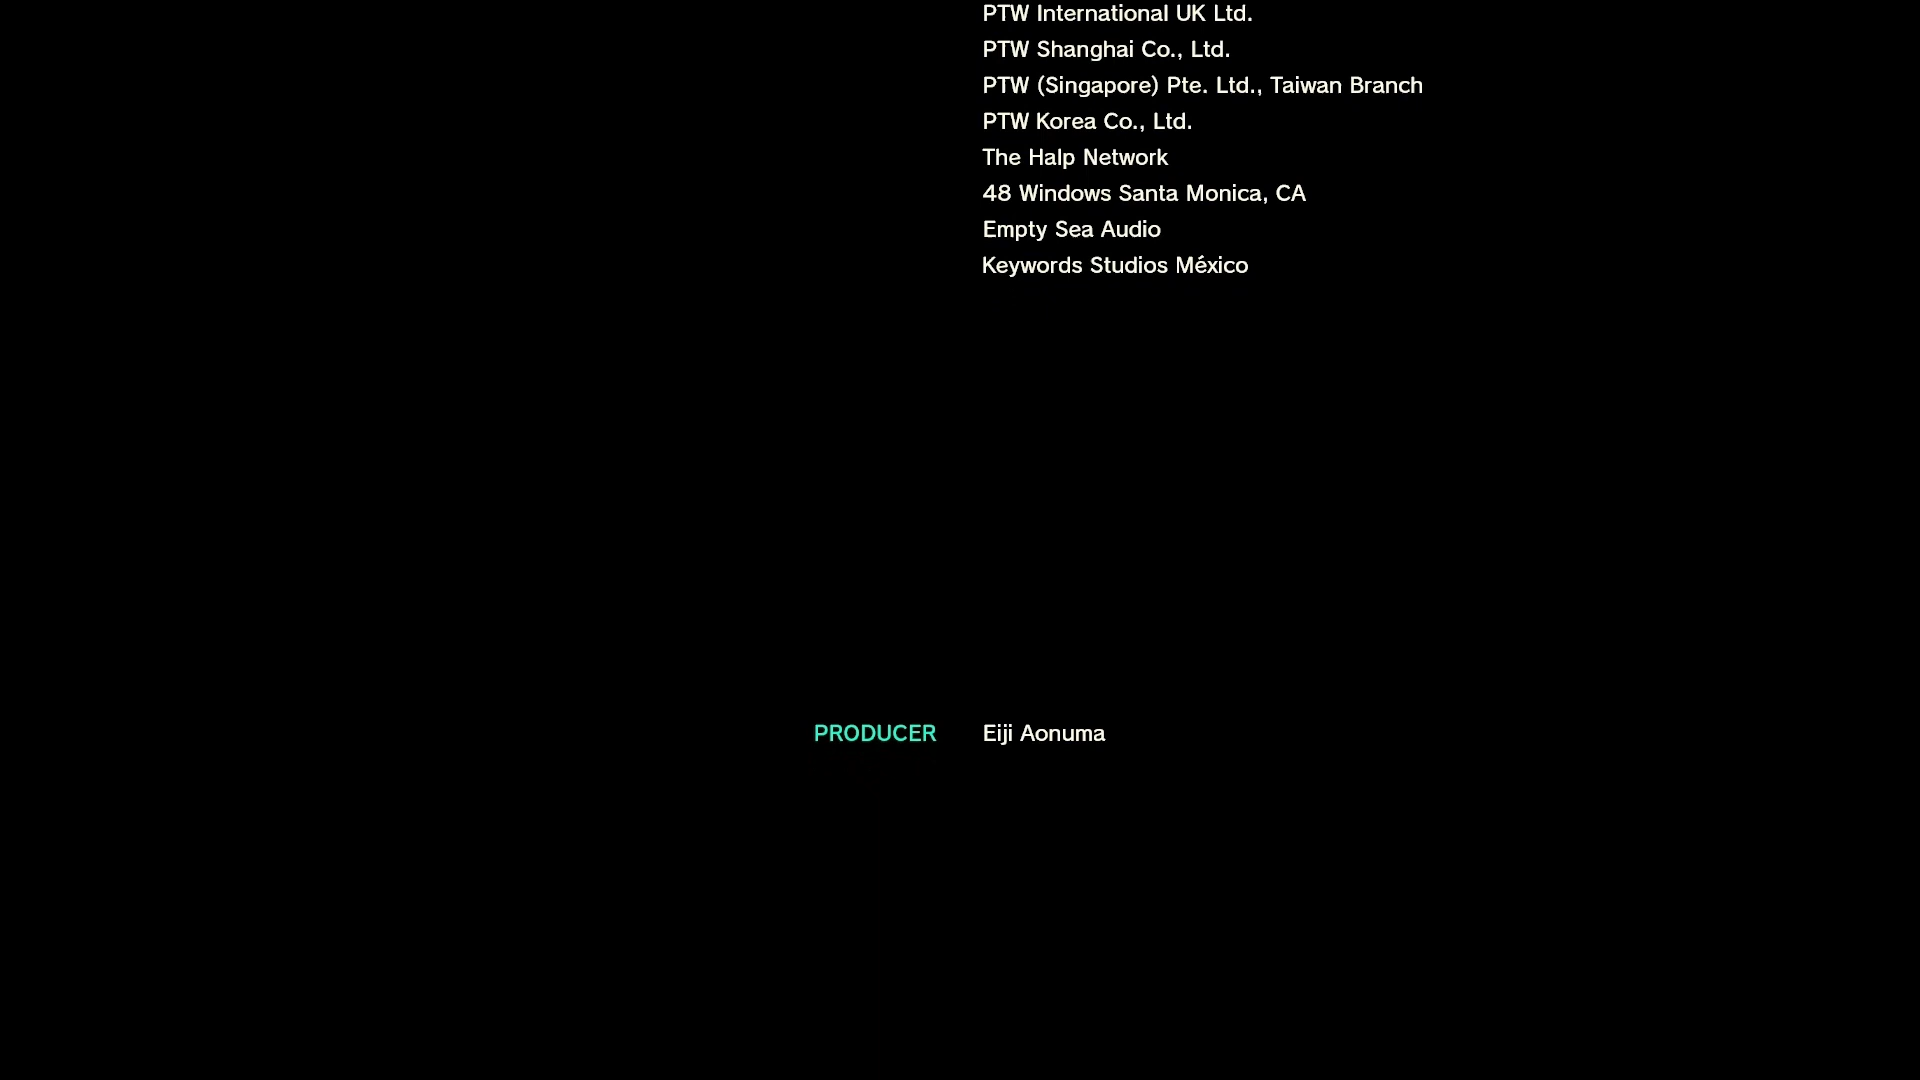 PTW International UK Ltd.
PTW Shanghai Co., Ltd.
PTW (Singapore) Pte. Ltd., Taiwan Branch
PTW Korea Co., Ltd.
The Halp Network
48 Windows Santa Monica, CA
Empty Sea Audio
Keywords Studios México
PRODUCER Eiji Aonuma